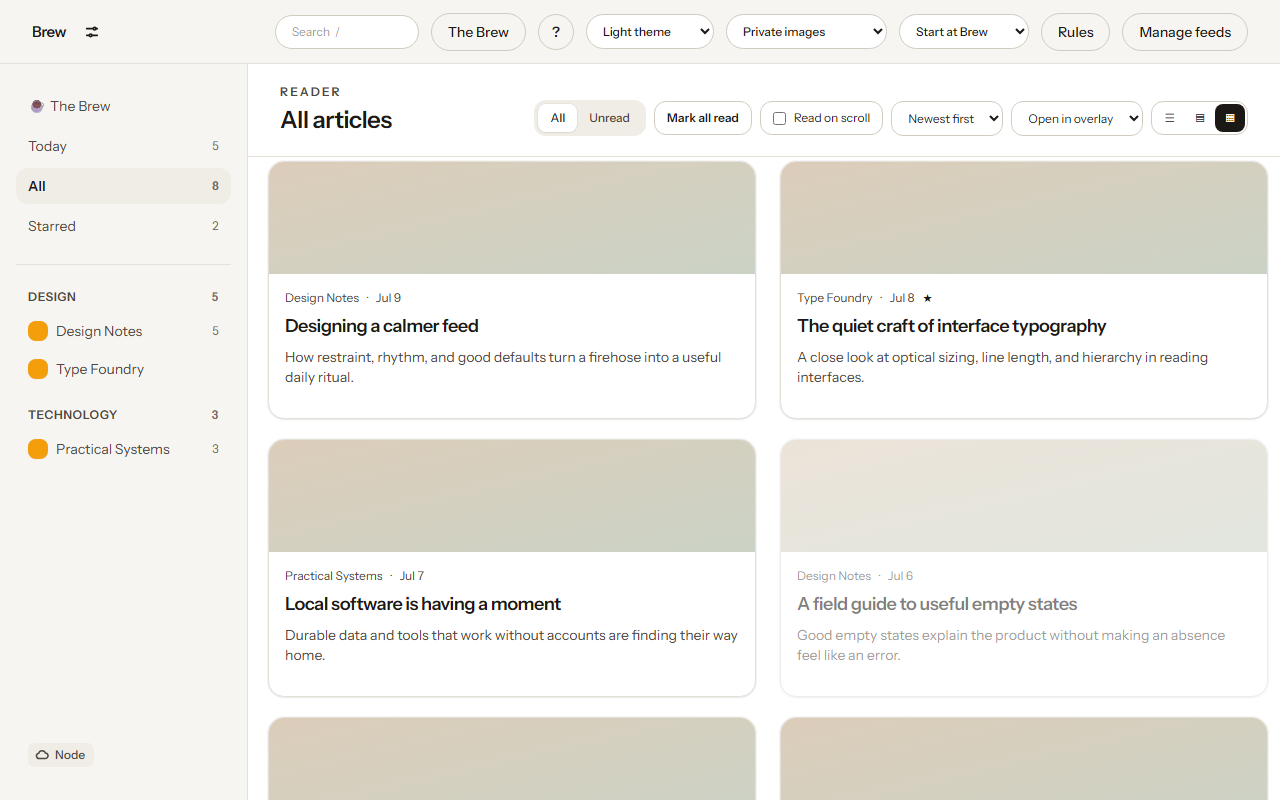 Brew
Search /
The Brew
?
Light theme
Private images
Start at Brew
Rules
Manage feeds
The Brew
Today 5
All 8
Starred 2
DESIGN 5
Design Notes 5
Type Foundry
TECHNOLOGY 3
Practical Systems 3
Node
READER
All articles
All
Unread
Mark all read
Read on scroll
Newest first
Open in overlay
Design Notes · Jul 9
Designing a calmer feed
How restraint, rhythm, and good defaults turn a firehose into a useful
daily ritual.
Type Foundry · Jul 8 ★
The quiet craft of interface typography
A close look at optical sizing, line length, and hierarchy in reading
interfaces.
Practical Systems · Jul 7
Local software is having a moment
Durable data and tools that work without accounts are finding their way
home.
Design Notes · Jul 6
A field guide to useful empty states
Good empty states explain the product without making an absence
feel like an error.